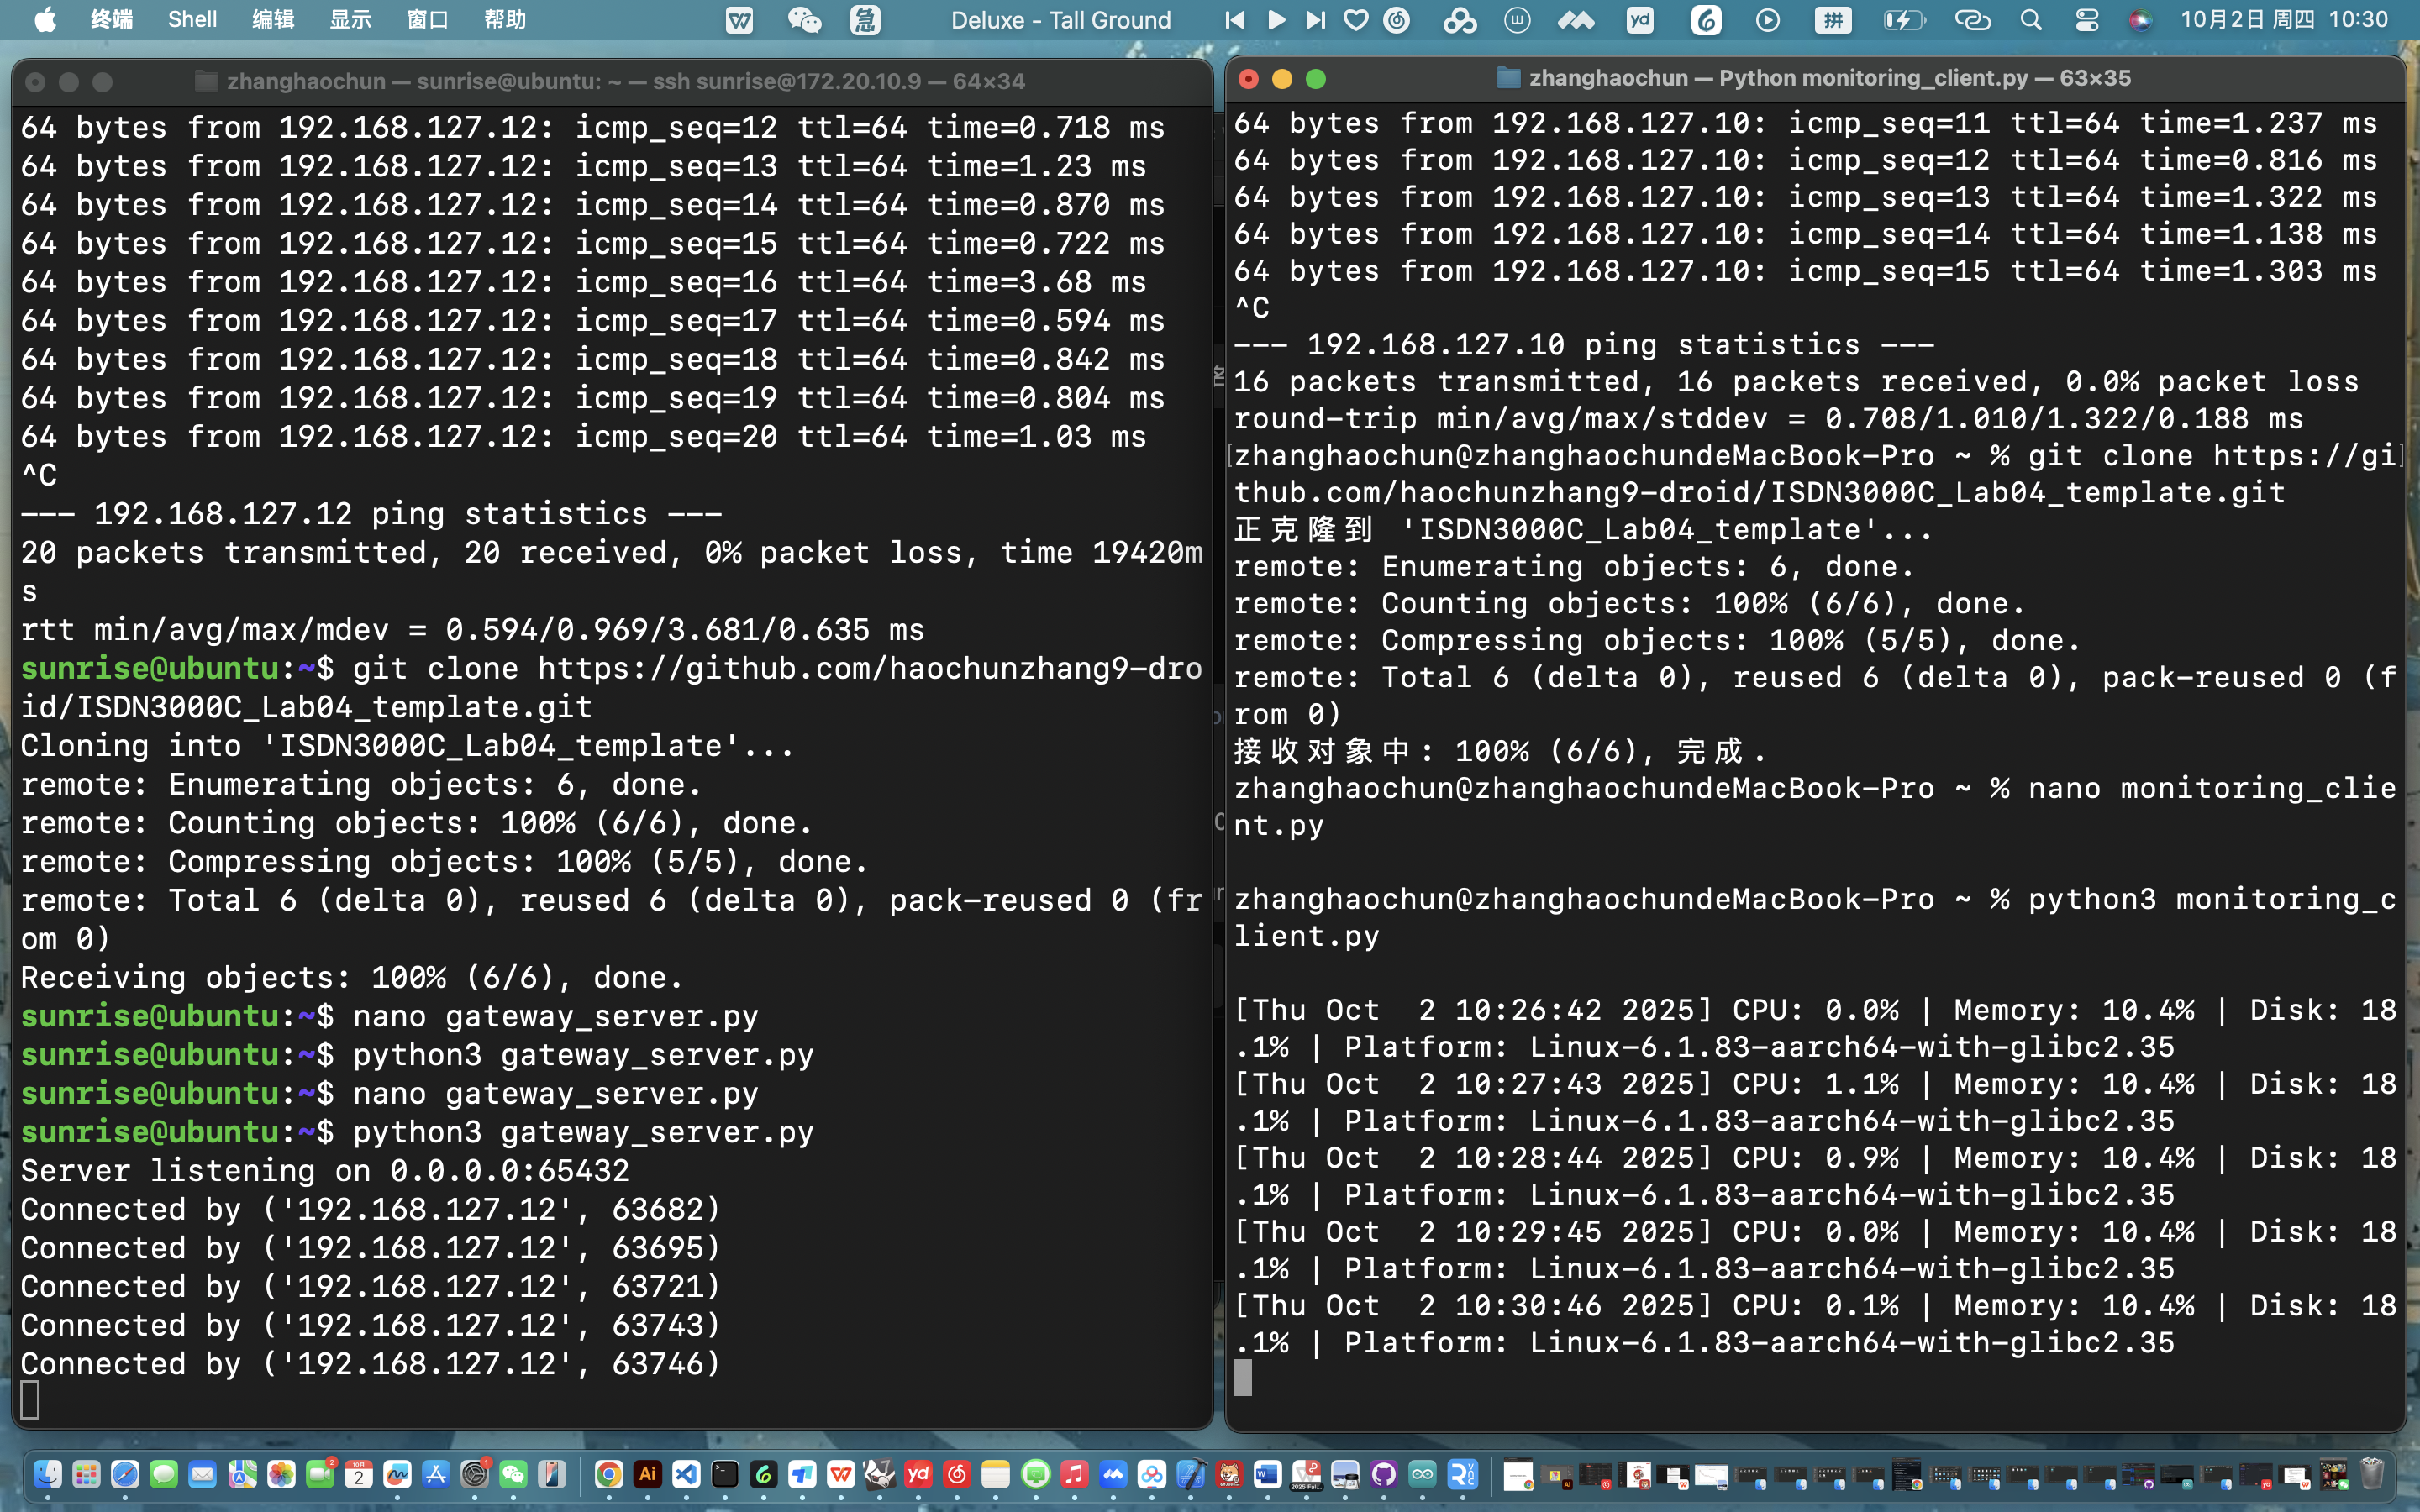 终端 Shell 编辑 显示 窗口 帮助 Deluxe - Tall Ground 10月2日 周四 10:30
zhanghaochun — sunrise@ubuntu: ~ — ssh sunrise@172.20.10.9 — 64×34
64 bytes from 192.168.127.12: icmp_seq=12 ttl=64 time=0.718 ms
64 bytes from 192.168.127.12: icmp_seq=13 ttl=64 time=1.23 ms
64 bytes from 192.168.127.12: icmp_seq=14 ttl=64 time=0.870 ms
64 bytes from 192.168.127.12: icmp_seq=15 ttl=64 time=0.722 ms
64 bytes from 192.168.127.12: icmp_seq=16 ttl=64 time=3.68 ms
64 bytes from 192.168.127.12: icmp_seq=17 ttl=64 time=0.594 ms
64 bytes from 192.168.127.12: icmp_seq=18 ttl=64 time=0.842 ms
64 bytes from 192.168.127.12: icmp_seq=19 ttl=64 time=0.804 ms
64 bytes from 192.168.127.12: icmp_seq=20 ttl=64 time=1.03 ms
^C
--- 192.168.127.12 ping statistics ---
20 packets transmitted, 20 received, 0% packet loss, time 19420m
s
rtt min/avg/max/mdev = 0.594/0.969/3.681/0.635 ms
sunrise@ubuntu:~$ git clone https://github.com/haochunzhang9-dro
id/ISDN3000C_Lab04_template.git
Cloning into 'ISDN3000C_Lab04_template'...
remote: Enumerating objects: 6, done.
remote: Counting objects: 100% (6/6), done.
remote: Compressing objects: 100% (5/5), done.
remote: Total 6 (delta 0), reused 6 (delta 0), pack-reused 0 (fr
om 0)
Receiving objects: 100% (6/6), done.
sunrise@ubuntu:~$ nano gateway_server.py
sunrise@ubuntu:~$ python3 gateway_server.py
sunrise@ubuntu:~$ nano gateway_server.py
sunrise@ubuntu:~$ python3 gateway_server.py
Server listening on 0.0.0.0:65432
Connected by ('192.168.127.12', 63682)
Connected by ('192.168.127.12', 63695)
Connected by ('192.168.127.12', 63721)
Connected by ('192.168.127.12', 63743)
Connected by ('192.168.127.12', 63746)
zhanghaochun — Python monitoring_client.py — 63×35
64 bytes from 192.168.127.10: icmp_seq=11 ttl=64 time=1.237 ms
64 bytes from 192.168.127.10: icmp_seq=12 ttl=64 time=0.816 ms
64 bytes from 192.168.127.10: icmp_seq=13 ttl=64 time=1.322 ms
64 bytes from 192.168.127.10: icmp_seq=14 ttl=64 time=1.138 ms
64 bytes from 192.168.127.10: icmp_seq=15 ttl=64 time=1.303 ms
^C
--- 192.168.127.10 ping statistics ---
16 packets transmitted, 16 packets received, 0.0% packet loss
round-trip min/avg/max/stddev = 0.708/1.010/1.322/0.188 ms
[zhanghaochun@zhanghaochundeMacBook-Pro ~ % git clone https://gi]
thub.com/haochunzhang9-droid/ISDN3000C_Lab04_template.git
正克隆到 'ISDN3000C_Lab04_template'...
remote: Enumerating objects: 6, done.
remote: Counting objects: 100% (6/6), done.
remote: Compressing objects: 100% (5/5), done.
remote: Total 6 (delta 0), reused 6 (delta 0), pack-reused 0 (f
rom 0)
接收对象中: 100% (6/6), 完成.
zhanghaochun@zhanghaochundeMacBook-Pro ~ % nano monitoring_clie
nt.py
zhanghaochun@zhanghaochundeMacBook-Pro ~ % python3 monitoring_c
lient.py
[Thu Oct  2 10:26:42 2025] CPU: 0.0% | Memory: 10.4% | Disk: 18
.1% | Platform: Linux-6.1.83-aarch64-with-glibc2.35
[Thu Oct  2 10:27:43 2025] CPU: 1.1% | Memory: 10.4% | Disk: 18
.1% | Platform: Linux-6.1.83-aarch64-with-glibc2.35
[Thu Oct  2 10:28:44 2025] CPU: 0.9% | Memory: 10.4% | Disk: 18
.1% | Platform: Linux-6.1.83-aarch64-with-glibc2.35
[Thu Oct  2 10:29:45 2025] CPU: 0.0% | Memory: 10.4% | Disk: 18
.1% | Platform: Linux-6.1.83-aarch64-with-glibc2.35
[Thu Oct  2 10:30:46 2025] CPU: 0.1% | Memory: 10.4% | Disk: 18
.1% | Platform: Linux-6.1.83-aarch64-with-glibc2.35